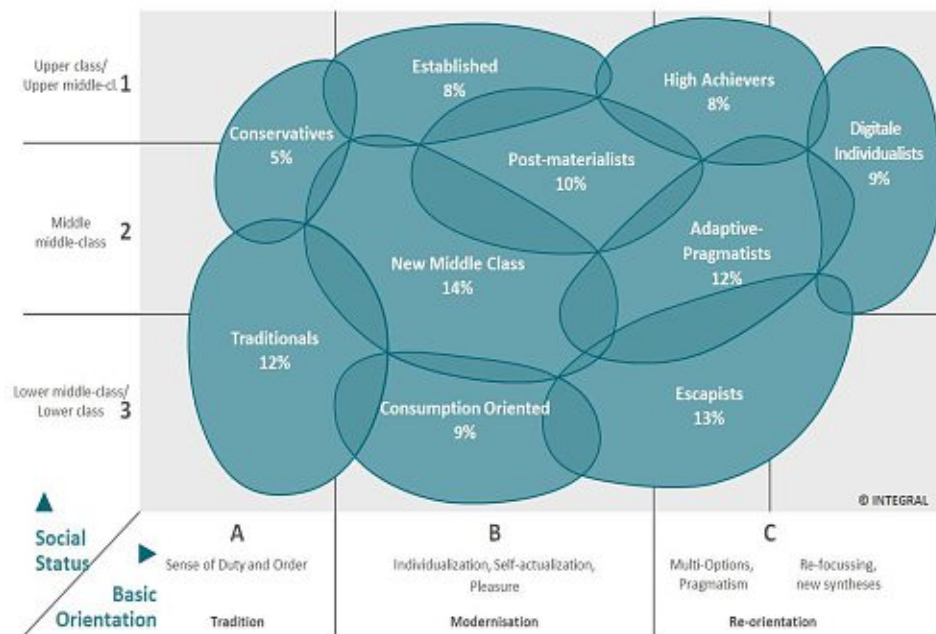 Upper class/
Upper middle-cl. 1
Established
8%
High Achievers
8%
Conservatives
5%
Digitale
Individualists
9%
Post-materialists
10%
Middle
middle-class 2
Adaptive-
Pragmatists
12%
New Middle Class
14%
Traditionals
12%
Lower middle-class/
Lower class 3
Consumption Oriented
9%
Escapists
13%
© INTEGRAL
Social
Status
Basic
Orientation
A
Sense of Duty and Order
Tradition
B
Individualization, Self-actualization,
Pleasure
Modernisation
C
Multi-Options,
Pragmatism
Re-focussing,
new syntheses
Re-orientation